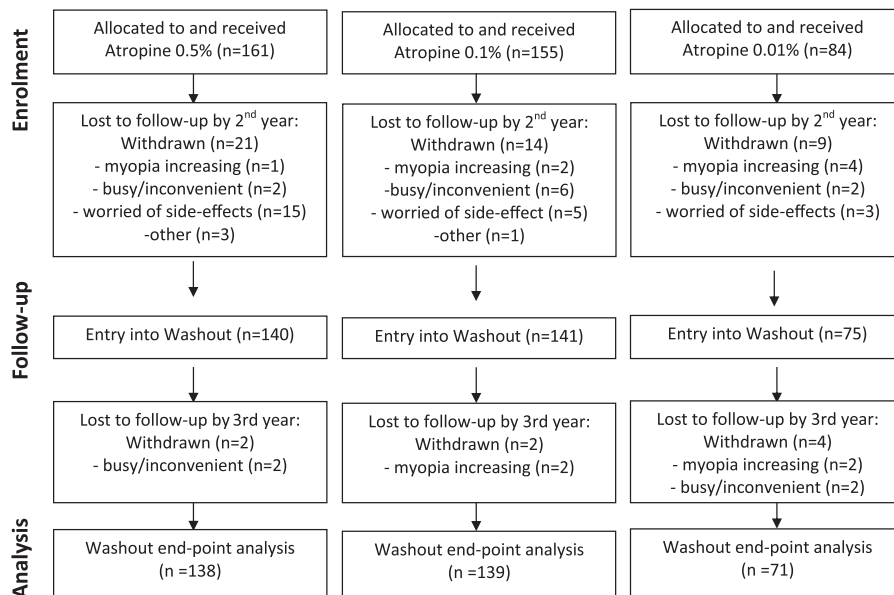 Enrolment
Allocated to and received
Atropine 0.5% (n=161)
Allocated to and received
Atropine 0.1% (n=155)
Allocated to and received
Atropine 0.01% (n=84)
Lost to follow-up by 2nd year:
Withdrawn (n=21)
- myopia increasing (n=1)
- busy/inconvenient (n=2)
- worried of side-effects (n=15)
-other (n=3)
Lost to follow-up by 2nd year:
Withdrawn (n=14)
- myopia increasing (n=2)
-busy/inconvenient (n=6)
- worried of side-effect (n=5)
-other (n=1)
Lost to follow-up by 2nd year:
Withdrawn (n=9)
- myopia increasing (n=4)
- busy/inconvenient (n=2)
- worried of side-effects (n=3)
Follow-up
Entry into Washout (n=140)
Entry into Washout (n=141)
Entry into Washout (n=75)
Lost to follow-up by 3rd year:
Withdrawn (n=2)
- busy/inconvenient (n=2)
Lost to follow-up by 3rd year:
Withdrawn (n=2)
- myopia increasing (n=2)
Lost to follow-up by 3rd year:
Withdrawn (n=4)
- myopia increasing (n=2)
- busy/inconvenient (n=2)
Analysis
Washout end-point analysis
(n =138)
Washout end-point analysis
(n =139)
Washout end-point analysis
(n =71)